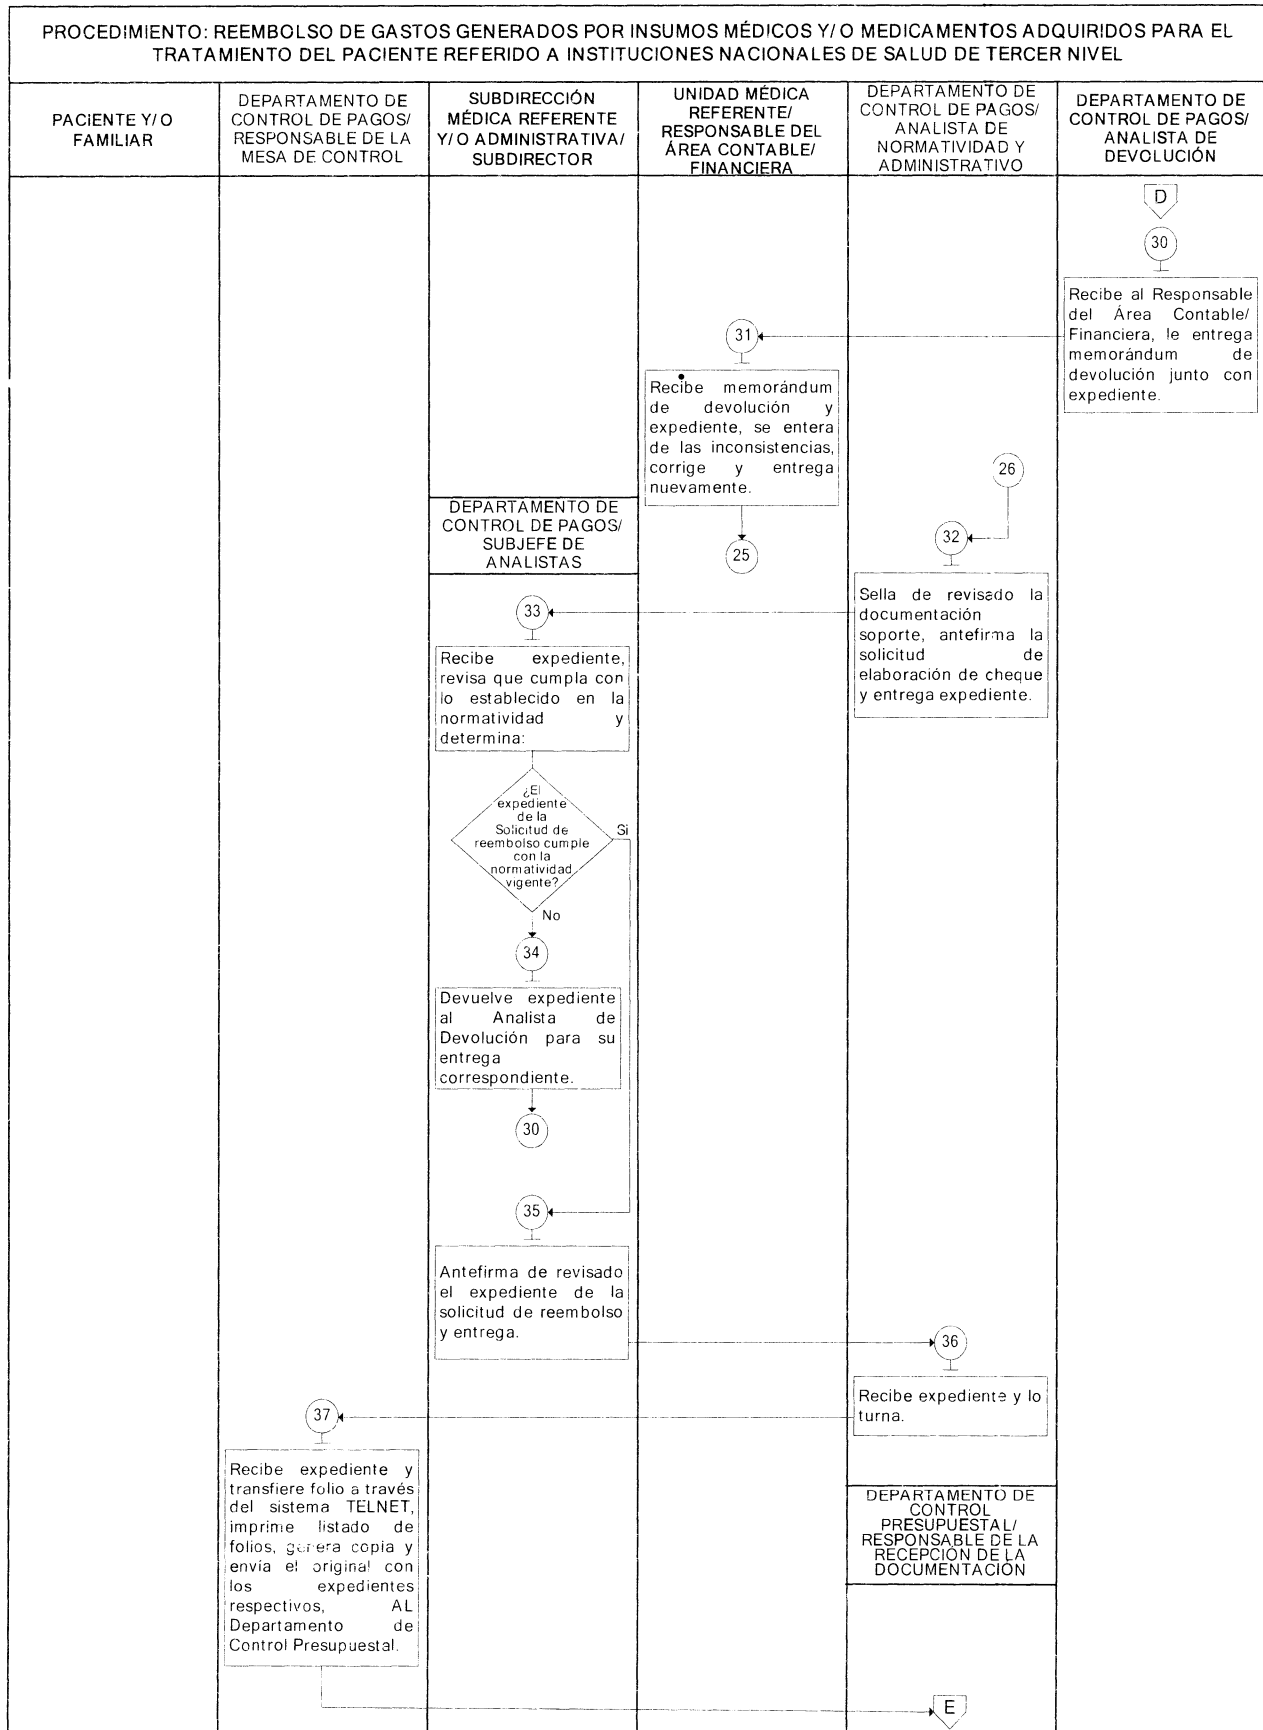 PROCEDIMIENTO: REEMBOLSO DE GASTOS GENERADOS POR INSUMOS MÉDICOS Y/O MEDICAMENTOS ADQUIRIDOS PARA EL
TRATAMIENTO DEL PACIENTE REFERIDO A INSTITUCIONES NACIONALES DE SALUD DE TERCER NIVEL
PACIENTE Y/O
FAMILIAR
DEPARTAMENTO DE
CONTROL DE PAGOS/
RESPONSABLE DE LA
MESA DE CONTROL
SUBDIRECCIÓN
MÉDICA REFERENTE
Y/O ADMINISTRATIVA/
SUBDIRECTOR
UNIDAD MÉDICA
REFERENTE/
RESPONSABLE DEL
ÁREA CONTABLE/
FINANCIERA
DEPARTAMENTO DE
CONTROL DE PAGOS/
ANALISTA DE
NORMATIVIDAD Y
ADMINISTRATIVO
DEPARTAMENTO DE
CONTROL DE PAGOS/
ANALISTA DE
DEVOLUCIÓN
D
30
Recibe al Responsable
del Área Contable/
Financiera, le entrega
memorándum de
devolución junto con
expediente.
31
Recibe memorándum
de devolución y
expediente, se entera
de las inconsistencias,
corrige y entrega
nuevamente.
25
26
32
Sella de revisado la
documentación
soporte, antefirma la
solicitud de
elaboración de cheque
y entrega expediente.
DEPARTAMENTO DE
CONTROL DE PAGOS/
SUBJEFE DE
ANALISTAS
33
Recibe expediente,
revisa que cumpla con
lo establecido en la
normatividad y
determina:
¿El
expediente
de la
Solicitud de
reembolso cumple
con la
normatividad
vigente?
Si
No
34
Devuelve expediente
al Analista de
Devolución para su
entrega
correspondiente.
30
35
Antefirma de revisado
el expediente de la
solicitud de reembolso
y entrega.
36
Recibe expediente y lo
turna.
37
Recibe expediente y
transfiere folio a través
del sistema TELNET,
imprime listado de
folios, genera copia y
envía el original con
los expedientes
respectivos, AL
Departamento de
Control Presupuestal.
DEPARTAMENTO DE
CONTROL
PRESUPUESTAL/
RESPONSABLE DE LA
RECEPCIÓN DE LA
DOCUMENTACIÓN
E